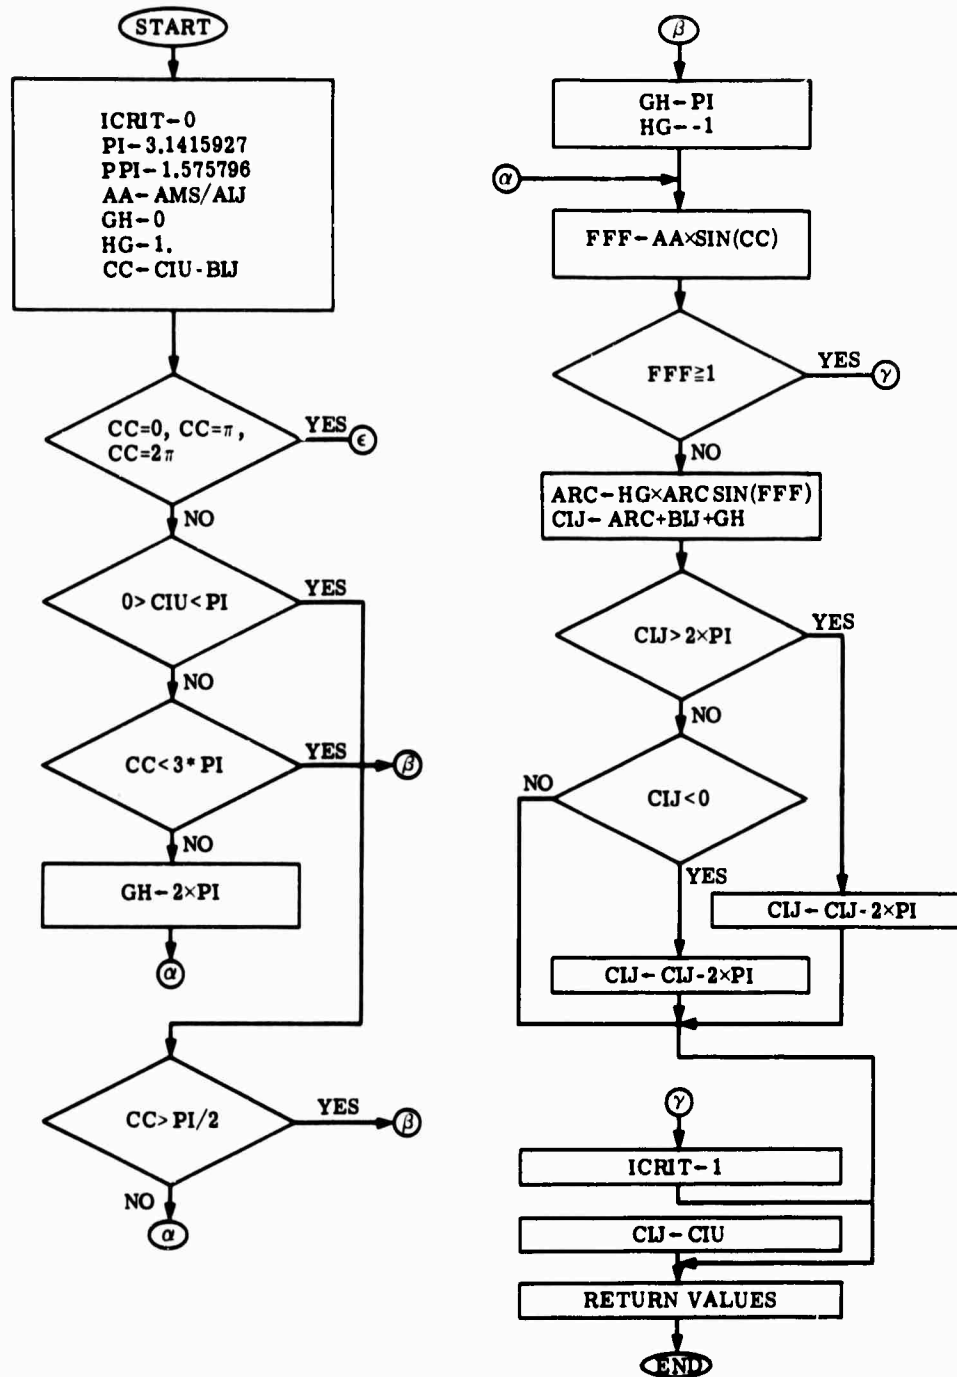 START
ICRIT←0
PI←3.1415927
PPI←1.575796
AA←AMS/AIJ
GH←0
HG←1.
CC←CIU-BIJ
CC=0, CC=π,
CC=2π
YES
ϵ
NO
0>CIU<PI
YES
NO
CC<3*PI
YES
β
NO
GH←2×PI
α
CC>PI/2
YES
β
NO
α
β
GH←PI
HG←-1
α
FFF←AA×SIN(CC)
FFF≧1
YES
γ
NO
ARC←HG×ARCSIN(FFF)
CIJ←ARC+BIJ+GH
CIJ>2×PI
YES
NO
CIJ<0
NO
YES
CIJ←CIJ-2×PI
CIJ←CIJ-2×PI
γ
ICRIT←1
CIJ←CIU
RETURN VALUES
END